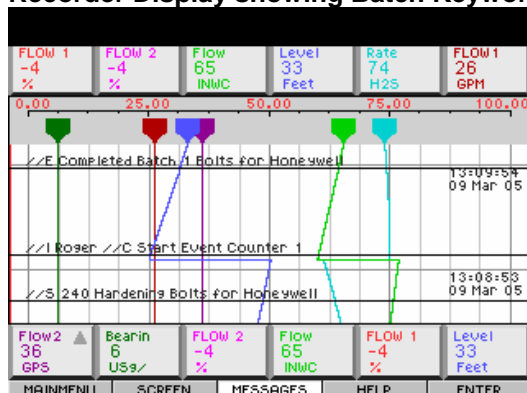 Recorder Display showing Batch Keywor
FLOW 1 FLOW 2 Flow Level Rate FLOW1
-4 -4 65 33 74 26
% % INWC Feet H2S GPM
0.00 25.00 50.00 75.00 100.00
//E Completed Batch 1 Bolts for Honeywell
13:09:54
09 Mar 05
//I Roger //C Start Event Counter 1
13:08:53
//S 240 Hardening Bolts for Honeywell 09 Mar 05
Flow2 Bearin FLOW 2 Flow FLOW 1 Level
36 6 -4 65 -4 33
GPS USg/ % INWC % Feet
MAINMENU SCREEN MESSAGES HELP ENTER